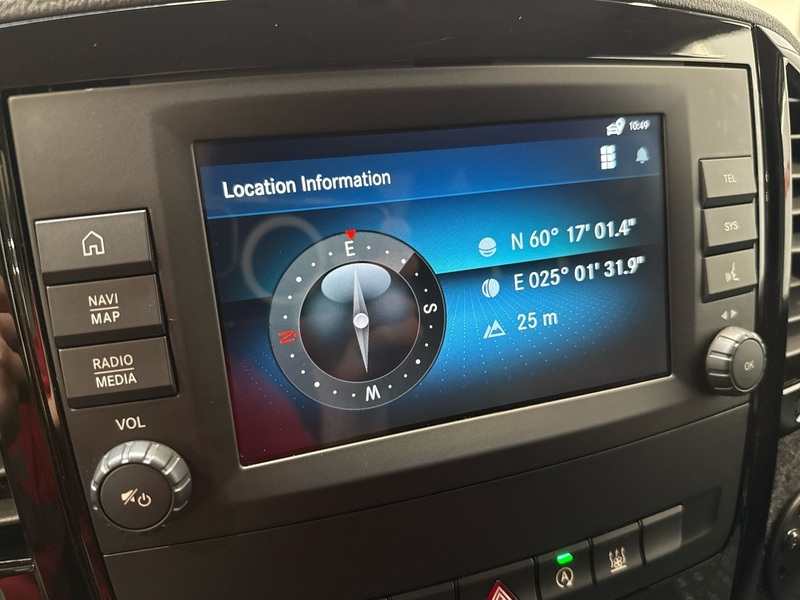 10:49
Location Information
E
N 60° 17' 01.4"
E 025° 01' 31.9"
25 m
S
N
W
NAVI
MAP
RADIO
MEDIA
VOL
TEL
SYS
OK
A